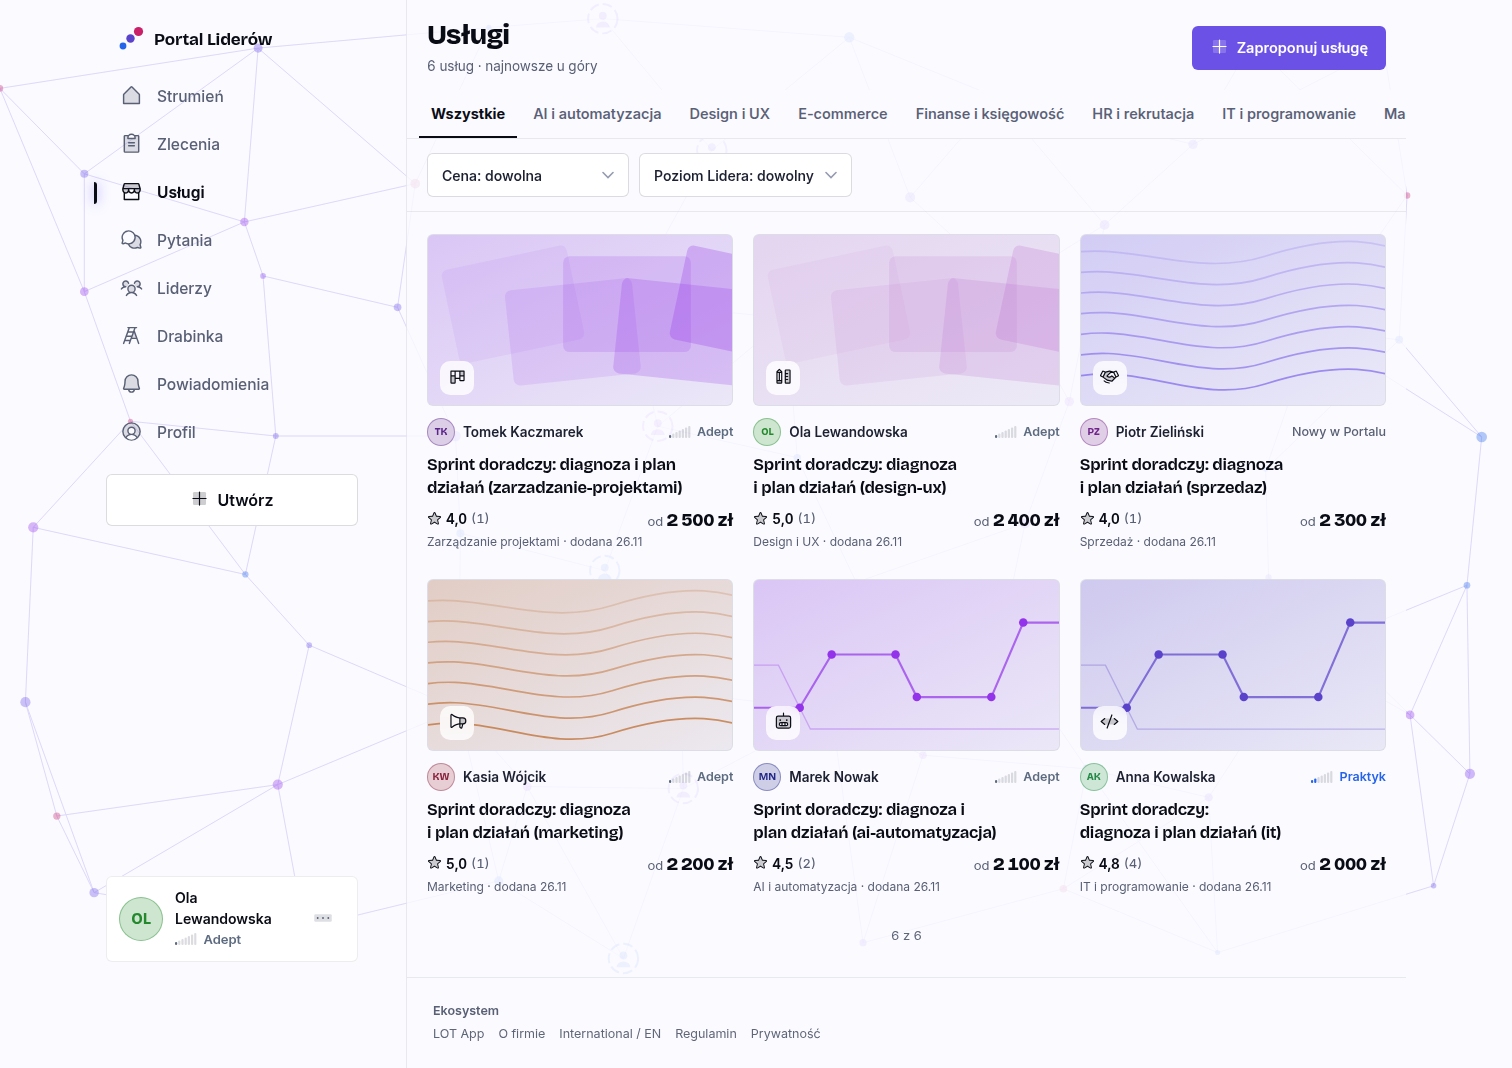 Portal Liderów
Strumień
Zlecenia
Usługi
Pytania
Liderzy
Drabinka
Powiadomienia
Profil
Utwórz
OL
Ola
Lewandowska
Adept
Usługi
6 usług · najnowsze u góry
Zaproponuj usługę
Wszystkie AI i automatyzacja Design i UX E-commerce Finanse i księgowość HR i rekrutacja IT i programowanie Ma
Cena: dowolna Poziom Lidera: dowolny
TK Tomek Kaczmarek Adept
Sprint doradczy: diagnoza i plan
działań (zarzadzanie-projektami)
4,0 (1) od 2 500 zł
Zarządzanie projektami · dodana 26.11
OL Ola Lewandowska Adept
Sprint doradczy: diagnoza
i plan działań (design-ux)
5,0 (1) od 2 400 zł
Design i UX · dodana 26.11
PZ Piotr Zieliński Nowy w Portalu
Sprint doradczy: diagnoza
i plan działań (sprzedaz)
4,0 (1) od 2 300 zł
Sprzedaż · dodana 26.11
KW Kasia Wójcik Adept
Sprint doradczy: diagnoza
i plan działań (marketing)
5,0 (1) od 2 200 zł
Marketing · dodana 26.11
MN Marek Nowak Adept
Sprint doradczy: diagnoza i
plan działań (ai-automatyzacja)
4,5 (2) od 2 100 zł
AI i automatyzacja · dodana 26.11
AK Anna Kowalska Praktyk
Sprint doradczy:
diagnoza i plan działań (it)
4,8 (4) od 2 000 zł
IT i programowanie · dodana 26.11
6 z 6
Ekosystem
LOT App O firmie International / EN Regulamin Prywatność